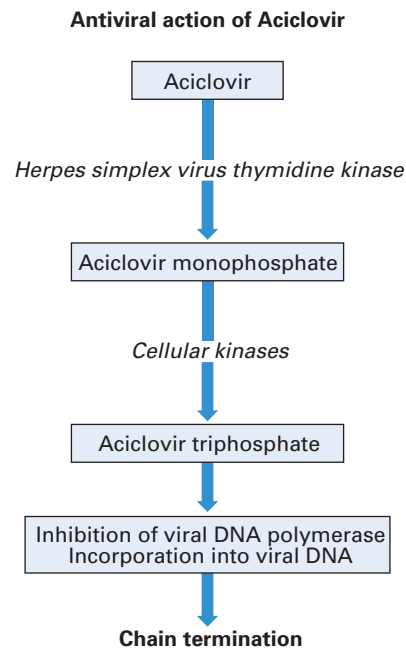 Antiviral action of Aciclovir
Aciclovir
Herpes simplex virus thymidine kinase
Aciclovir monophosphate
Cellular kinases
Aciclovir triphosphate
Inhibition of viral DNA polymerase
Incorporation into viral DNA
Chain termination